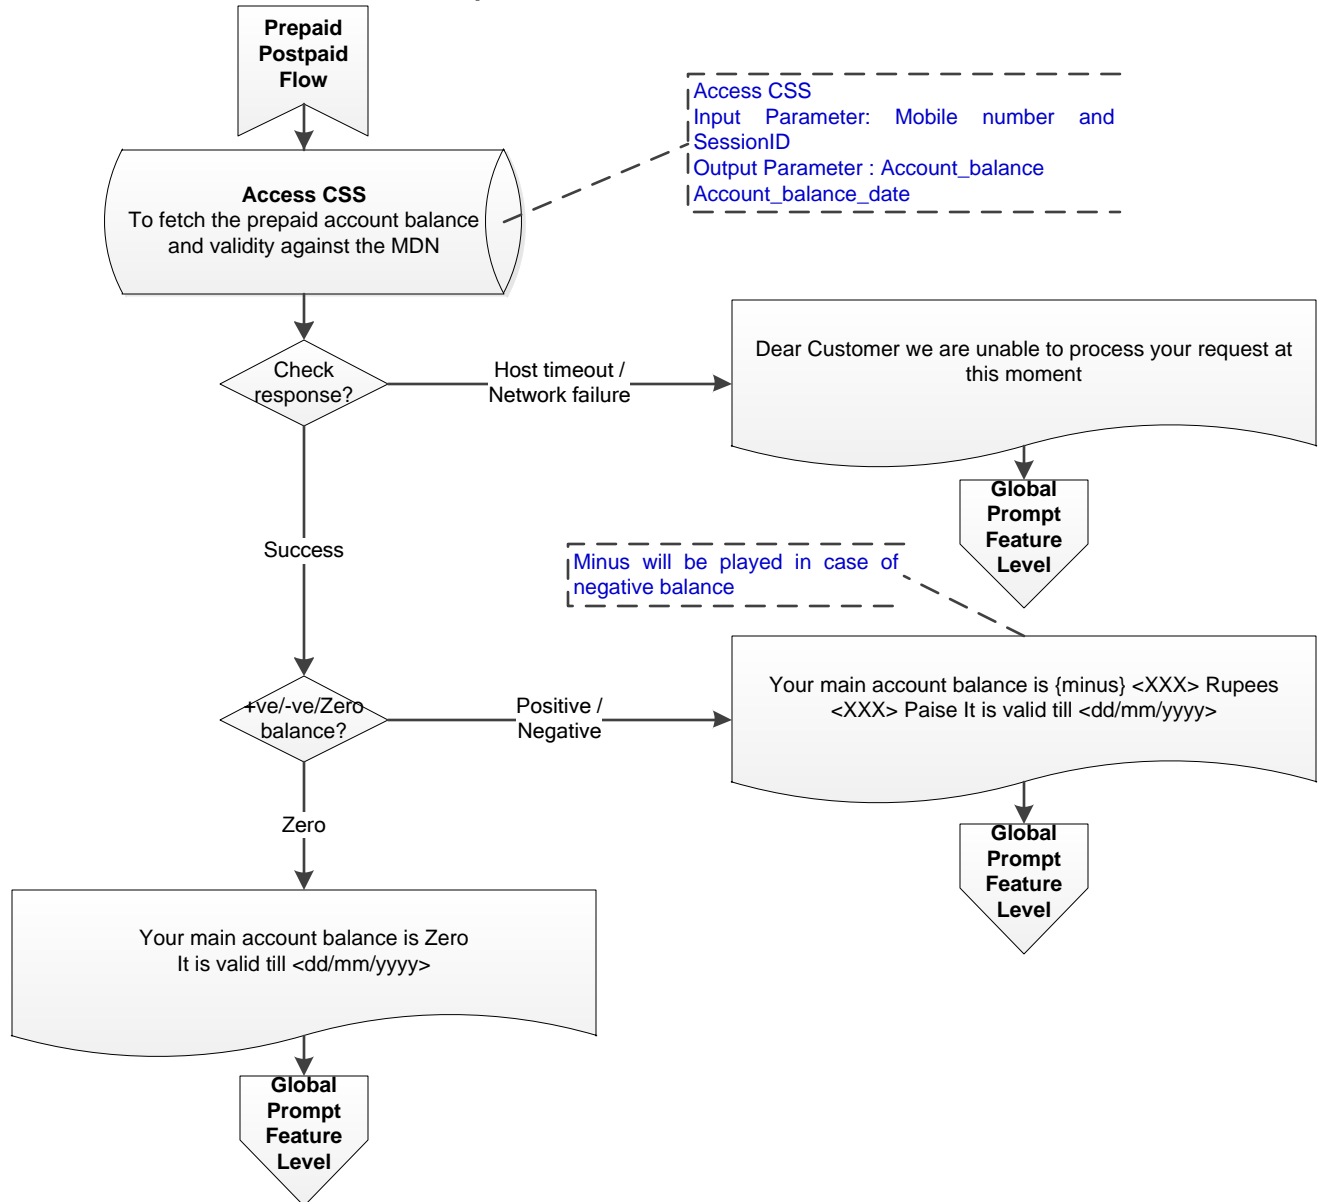 Prepaid
Postpaid
Flow
Access CSS
Input Parameter: Mobile number and
SessionID
Output Parameter : Account_balance
Account_balance_date
Access CSS
To fetch the prepaid account balance
and validity against the MDN
Check
response?
Host timeout /
Network failure
Dear Customer we are unable to process your request at
this moment
Global
Prompt
Feature
Level
Success
Minus will be played in case of
negative balance
+ve/-ve/Zero
balance?
Positive /
Negative
Your main account balance is {minus} <XXX> Rupees
<XXX> Paise It is valid till <dd/mm/yyyy>
Global
Prompt
Feature
Level
Zero
Your main account balance is Zero
It is valid till <dd/mm/yyyy>
Global
Prompt
Feature
Level